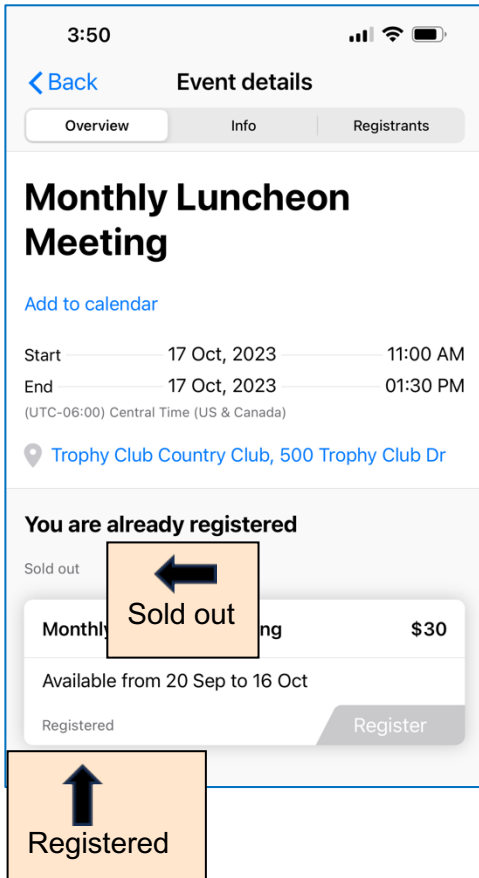 3:50
Back Event details
Overview Info Registrants
Monthly Luncheon
Meeting
Add to calendar
Start 17 Oct, 2023 11:00 AM
End 17 Oct, 2023 01:30 PM
(UTC-06:00) Central Time (US & Canada)
Trophy Club Country Club, 500 Trophy Club Dr
You are already registered
Sold out
Sold out
Monthly ng $30
Available from 20 Sep to 16 Oct
Registered Register
Registered